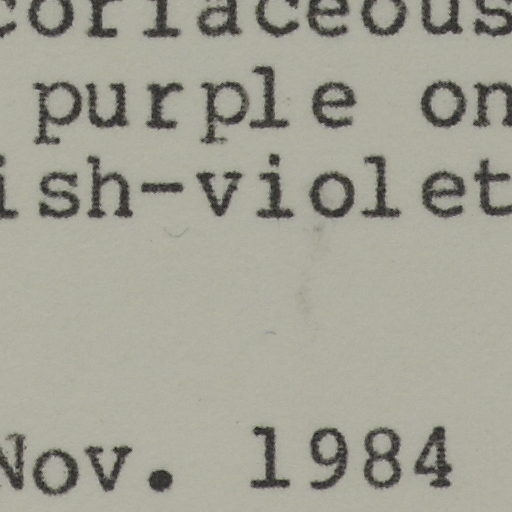 coriaceous
purple on
ish-violet
Nov. 1984